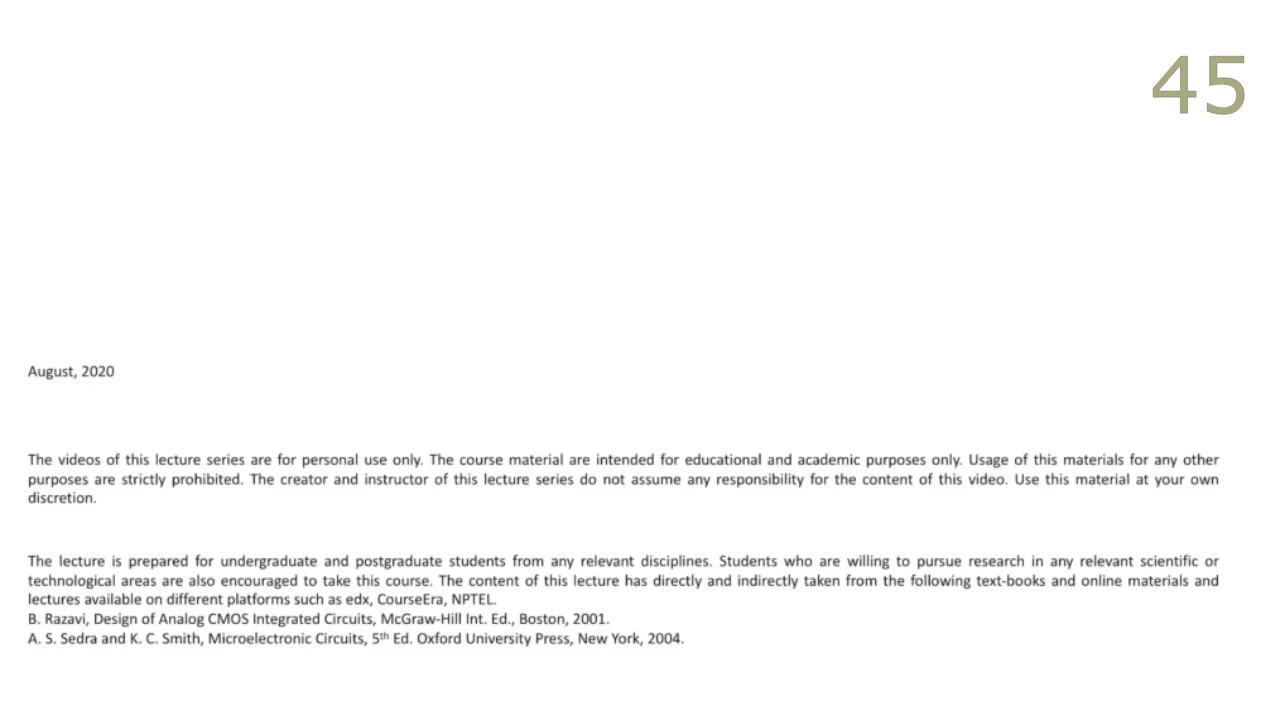 45
August, 2020
The videos of this lecture series are for personal use only. The course material are intended for educational and academic purposes only. Usage of this materials for any other
purposes are strictly prohibited. The creator and instructor of this lecture series do not assume any responsibility for the content of this video. Use this material at your own
discretion.
The lecture is prepared for undergraduate and postgraduate students from any relevant disciplines. Students who are willing to pursue research in any relevant scientific or
technological areas are also encouraged to take this course. The content of this lecture has directly and indirectly taken from the following text-books and online materials and
lectures available on different platforms such as edx, CourseEra, NPTEL.
B. Razavi, Design of Analog CMOS Integrated Circuits, McGraw-Hill Int. Ed., Boston, 2001.
A. S. Sedra and K. C. Smith, Microelectronic Circuits, 5th Ed. Oxford University Press, New York, 2004.